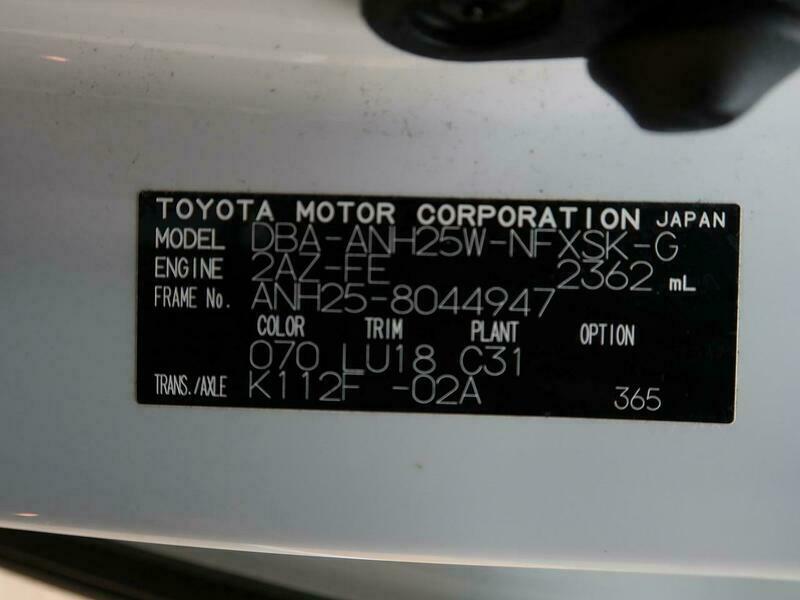 TOYOTA MOTOR CORPORATION JAPAN
MODEL DBA-ANH25W-NFXSK-G
ENGINE 2AZ-FE 2362 mL
FRAME No. ANH25-8044947
COLOR TRIM PLANT OPTION
070 LU18 C31
TRANS./AXLE K112F -02A 365